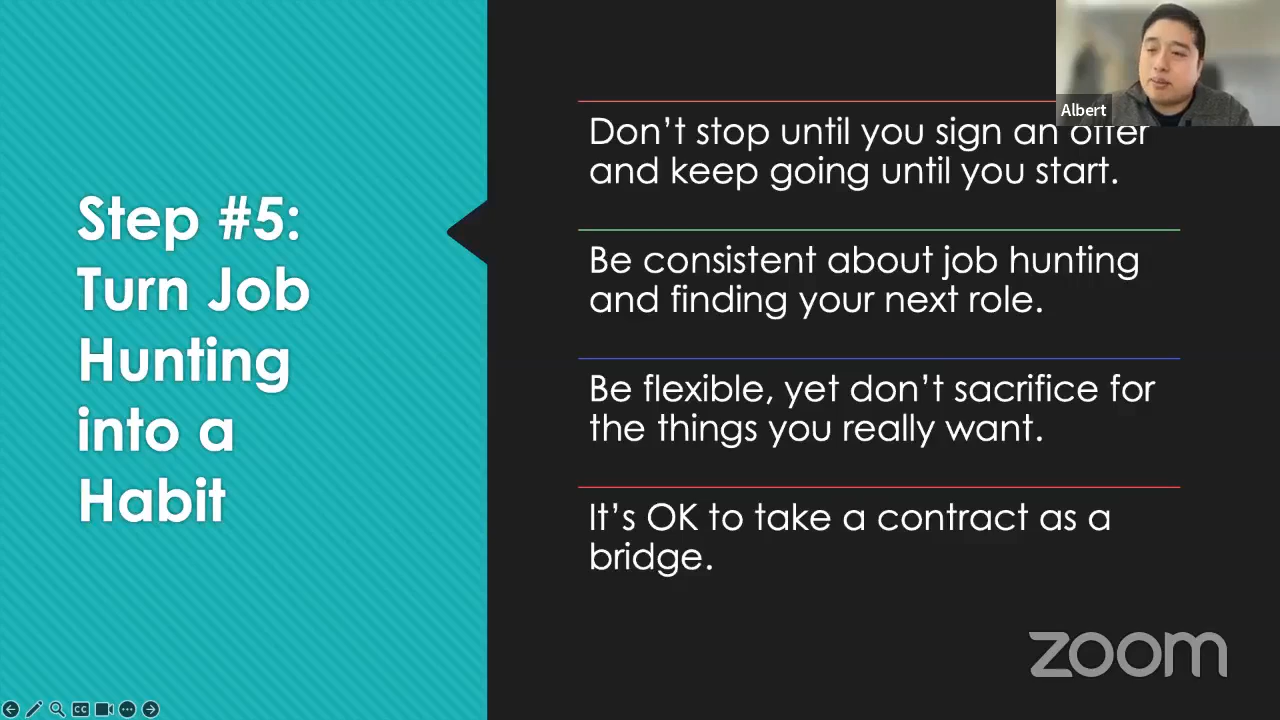 Step #5:
Turn Job
Hunting
into a
Habit
Don’t stop until you sign an offer
and keep going until you start.
Be consistent about job hunting
and finding your next role.
Be flexible, yet don’t sacrifice for
the things you really want.
It’s OK to take a contract as a
bridge.
Albert
zoom
CC